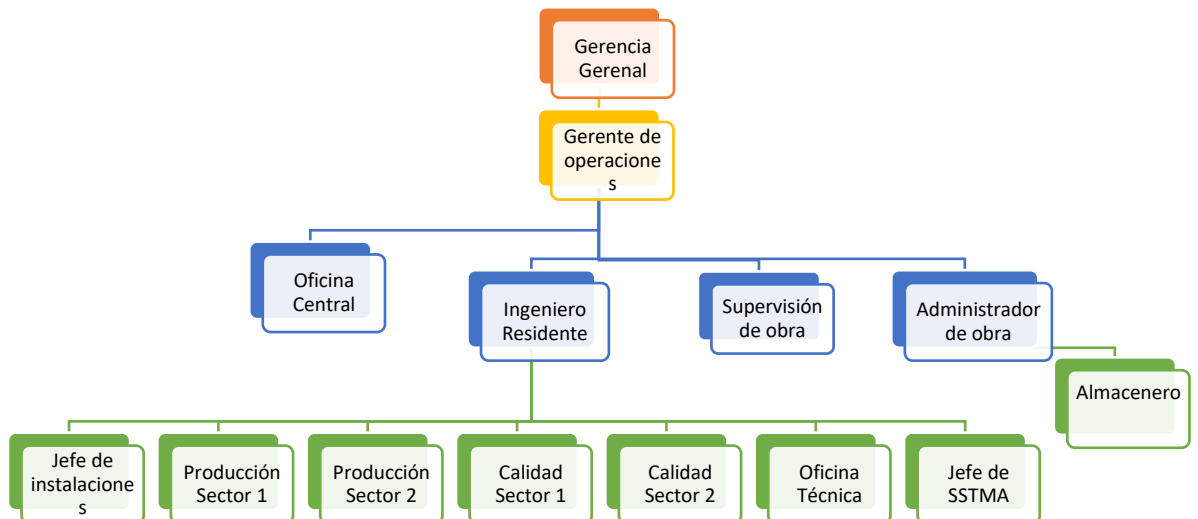 Gerencia
Gerenal
Gerente de
operacione
s
Oficina
Central
Ingeniero
Residente
Supervisión
de obra
Administrador
de obra
Almacenero
Jefe de
instalacione
s
Producción
Sector 1
Producción
Sector 2
Calidad
Sector 1
Calidad
Sector 2
Oficina
Técnica
Jefe de
SSTMA